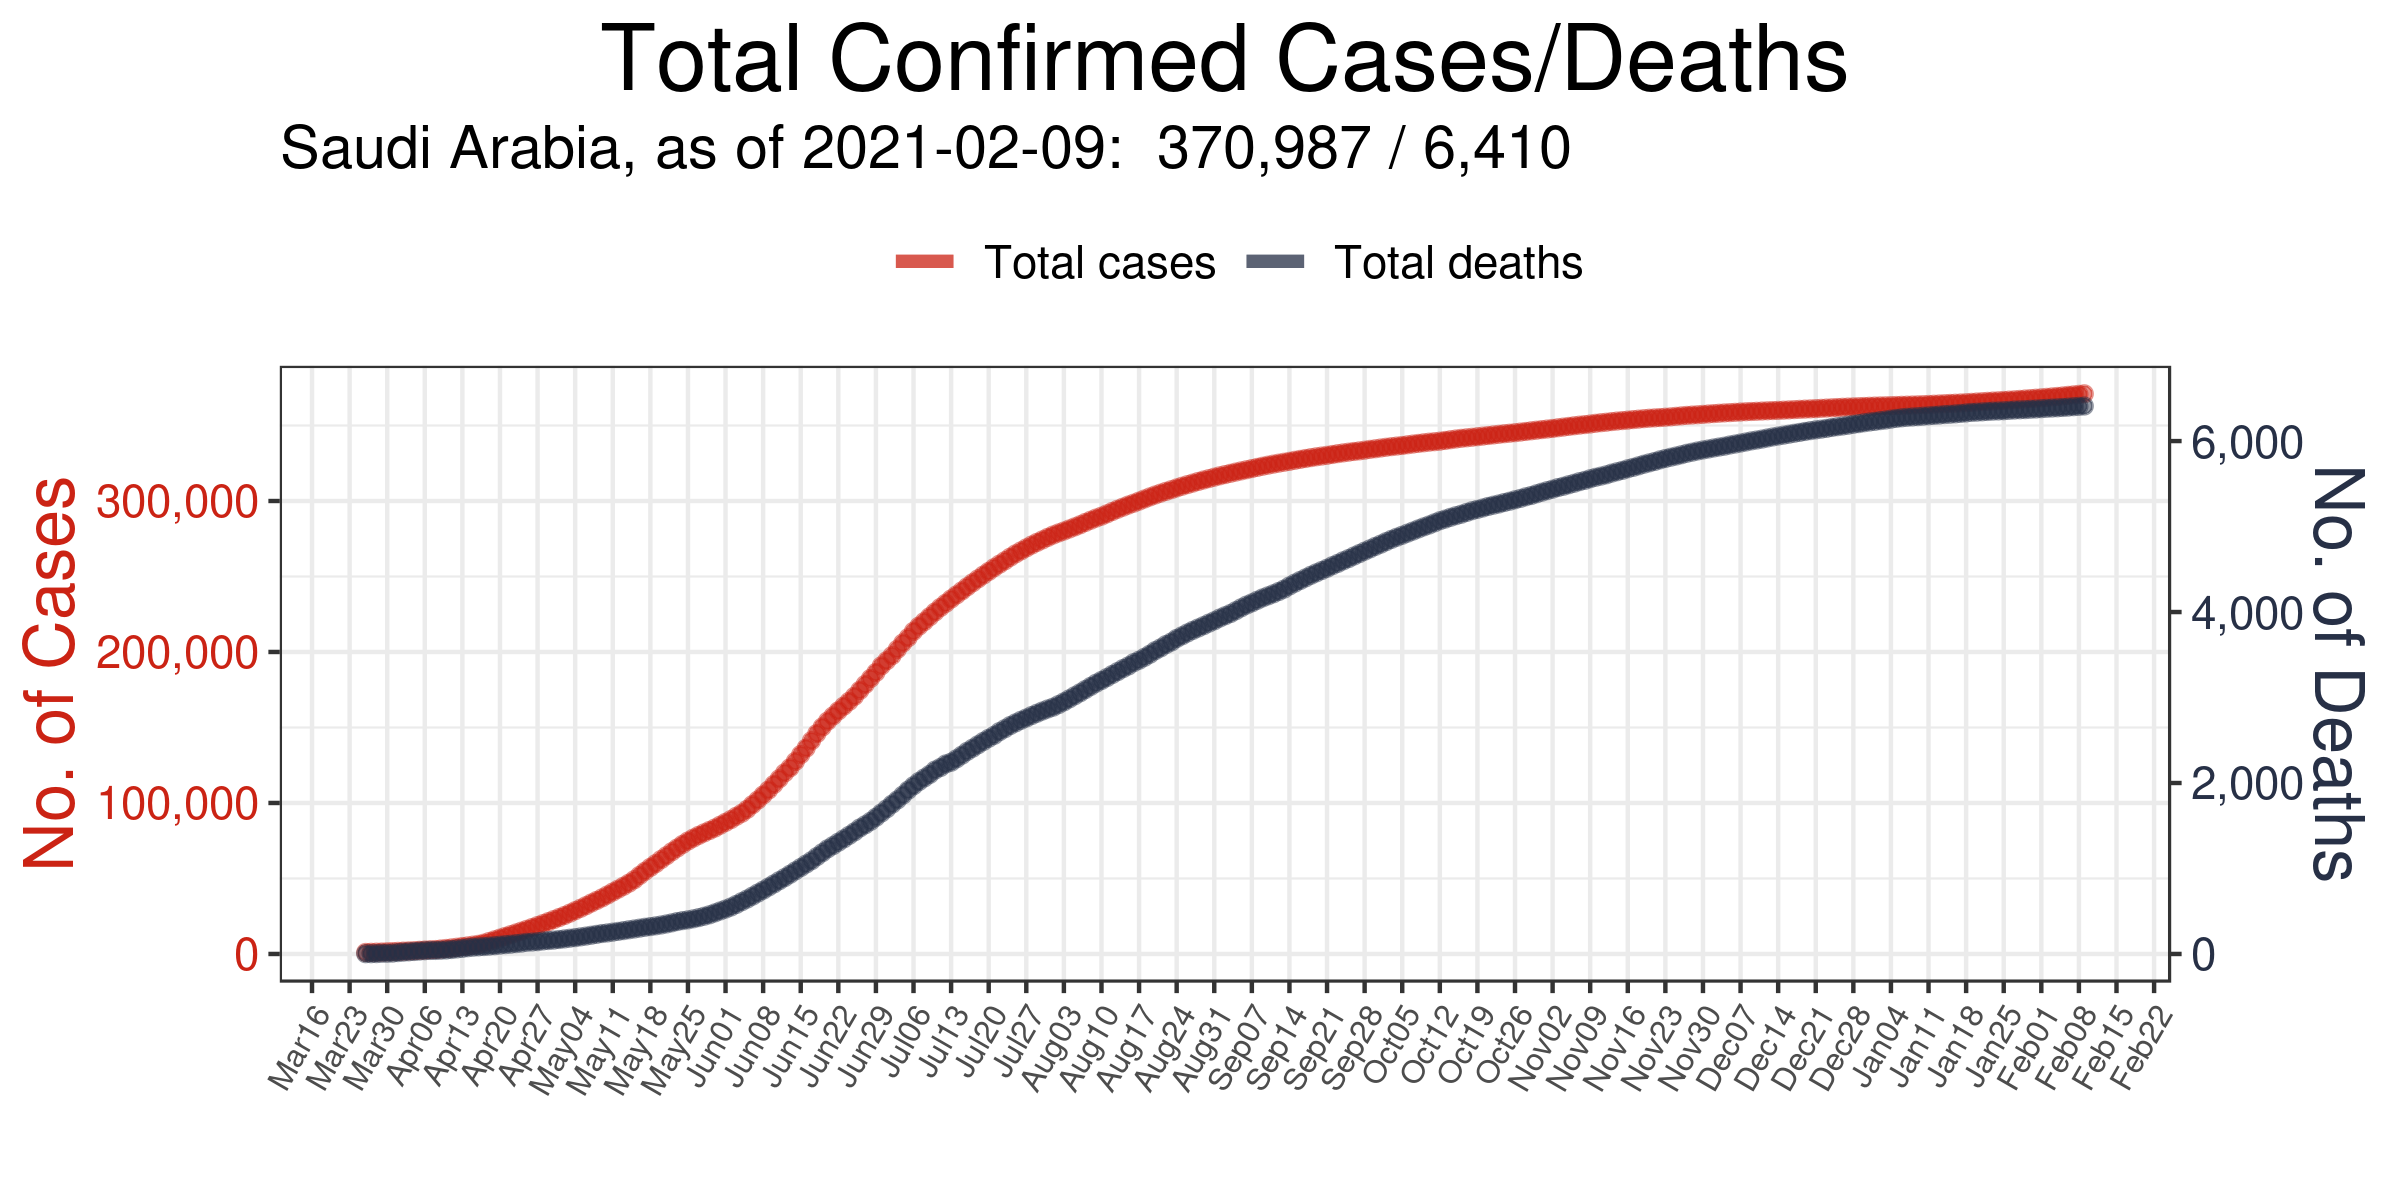 Total Confirmed Cases/Deaths
Saudi Arabia, as of 2021-02-09:  370,987 / 6,410
Total cases
Total deaths
No. of Cases
300,000
200,000
100,000
0
6,000
4,000
2,000
0
No. of Deaths
Mar16
Mar23
Mar30
Apr06
Apr13
Apr20
Apr27
May04
May11
May18
May25
Jun01
Jun08
Jun15
Jun22
Jun29
Jul06
Jul13
Jul20
Jul27
Aug03
Aug10
Aug17
Aug24
Aug31
Sep07
Sep14
Sep21
Sep28
Oct05
Oct12
Oct19
Oct26
Nov02
Nov09
Nov16
Nov23
Nov30
Dec07
Dec14
Dec21
Dec28
Jan04
Jan11
Jan18
Jan25
Feb01
Feb08
Feb15
Feb22